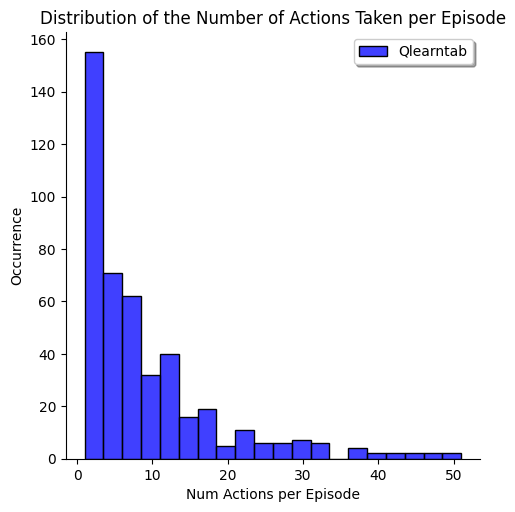 Distribution of the Number of Actions Taken per Episode
Qlearntab
160
140
120
100
80
60
40
20
0
Occurrence
0 10 20 30 40 50
Num Actions per Episode